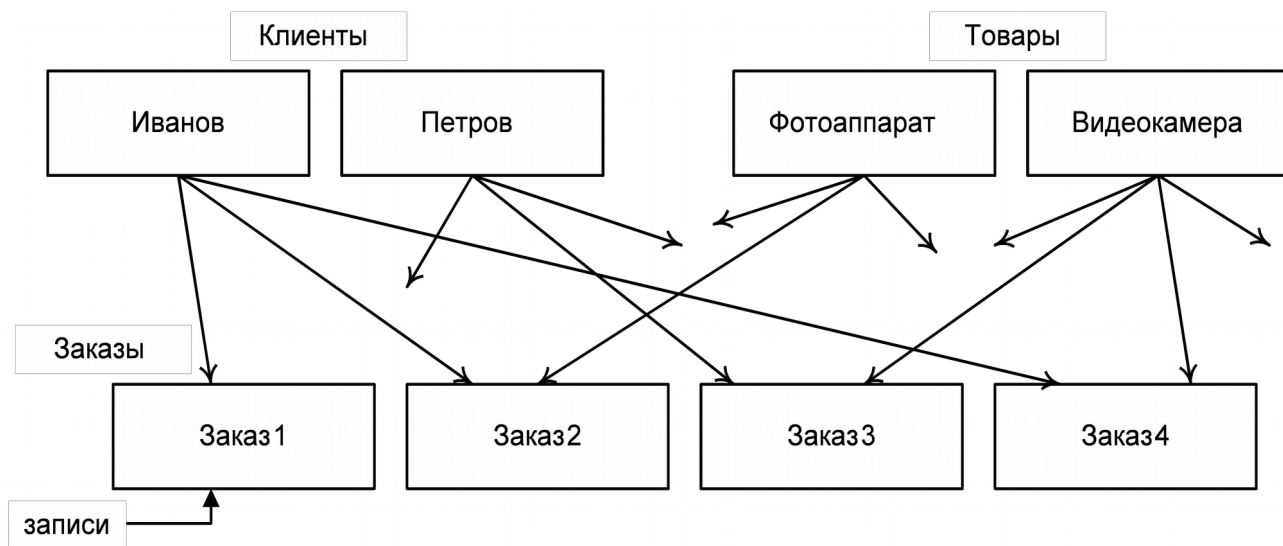 Клиенты
Товары
Иванов
Петров
Фотоаппарат
Видеокамера
Заказы
Заказ1
Заказ2
Заказ3
Заказ4
записи